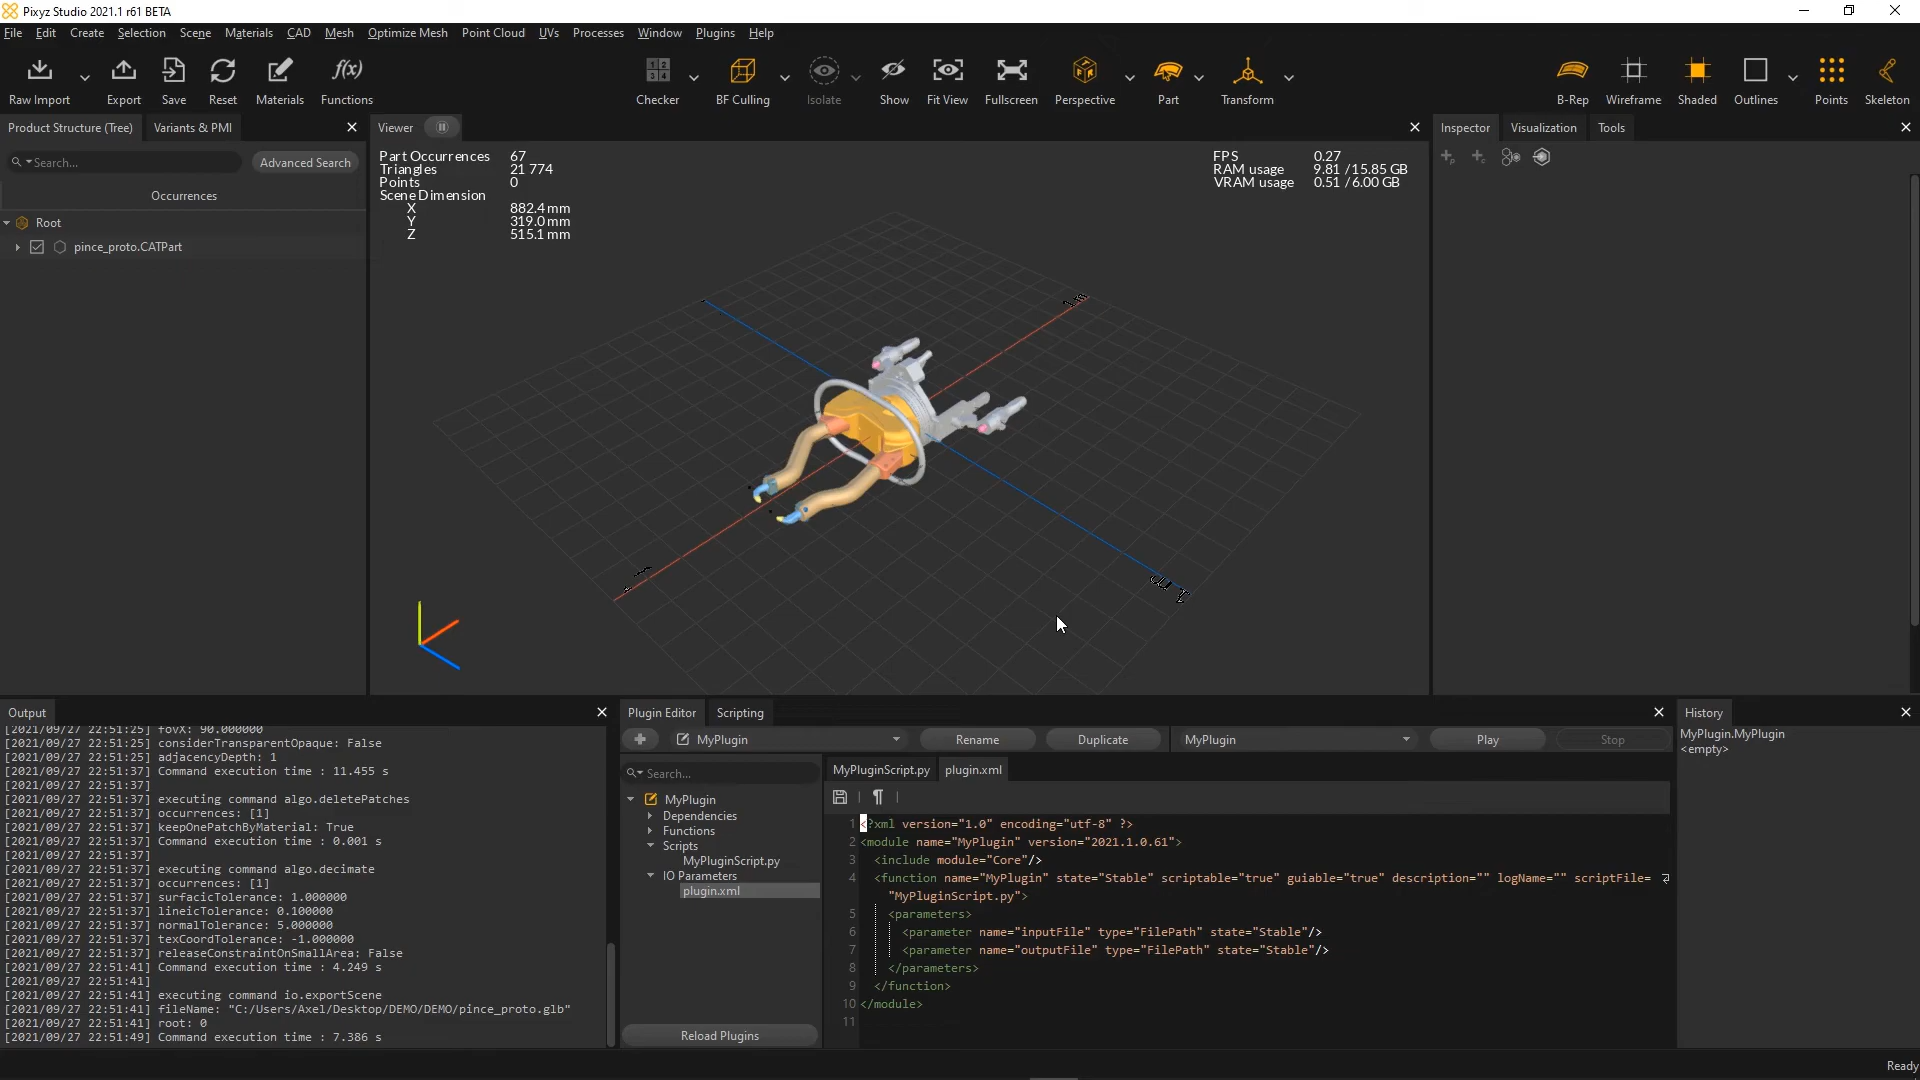 Pixyz Studio 2021.1 r61 BETA
File Edit Create Selection Scene Materials CAD Mesh Optimize Mesh Point Cloud UVs Processes Window Plugins Help
Raw Import Export Save Reset Materials Functions Checker BF Culling Isolate Show Fit View Fullscreen Perspective Part Transform B-Rep Wireframe Shaded Outlines Points Skeleton
f(x)
Product Structure (Tree) Variants & PMI
Search... Advanced Search
Occurrences
Root
pince_proto.CATPart
Viewer
Part Occurrences 67
Triangles 21 774
Points 0
Scene Dimension
X 882.4 mm
Y 319.0 mm
Z 515.1 mm
FPS 0.27
RAM usage 9.81 / 15.85 GB
VRAM usage 0.51 / 6.00 GB
Inspector Visualization Tools
Output
[2021/09/27 22:51:25] fovX: 90.000000
[2021/09/27 22:51:25] considerTransparentOpaque: False
[2021/09/27 22:51:25] adjacencyDepth: 1
[2021/09/27 22:51:37] Command execution time : 11.455 s
[2021/09/27 22:51:37]
[2021/09/27 22:51:37] executing command algo.deletePatches
[2021/09/27 22:51:37] occurrences: [1]
[2021/09/27 22:51:37] keepOnePatchByMaterial: True
[2021/09/27 22:51:37] Command execution time : 0.001 s
[2021/09/27 22:51:37]
[2021/09/27 22:51:37] executing command algo.decimate
[2021/09/27 22:51:37] occurrences: [1]
[2021/09/27 22:51:37] surfacicTolerance: 1.000000
[2021/09/27 22:51:37] lineicTolerance: 0.100000
[2021/09/27 22:51:37] normalTolerance: 5.000000
[2021/09/27 22:51:37] texCoordTolerance: -1.000000
[2021/09/27 22:51:37] releaseConstraintOnSmallArea: False
[2021/09/27 22:51:41] Command execution time : 4.249 s
[2021/09/27 22:51:41]
[2021/09/27 22:51:41] executing command io.exportScene
[2021/09/27 22:51:41] fileName: "C:/Users/Axel/Desktop/DEMO/DEMO/pince_proto.glb"
[2021/09/27 22:51:41] root: 0
[2021/09/27 22:51:49] Command execution time : 7.386 s
Plugin Editor Scripting
MyPlugin Rename Duplicate MyPlugin Play Stop
Search...
MyPlugin
Dependencies
Functions
Scripts
MyPluginScript.py
IO Parameters
plugin.xml
Reload Plugins
MyPluginScript.py plugin.xml
1 <?xml version="1.0" encoding="utf-8" ?>
2 <module name="MyPlugin" version="2021.1.0.61">
3 <include module="Core"/>
4 <function name="MyPlugin" state="Stable" scriptable="true" guiable="true" description="" logName="" scriptFile=
"MyPluginScript.py">
5 <parameters>
6 <parameter name="inputFile" type="FilePath" state="Stable"/>
7 <parameter name="outputFile" type="FilePath" state="Stable"/>
8 </parameters>
9 </function>
10 </module>
11
History
MyPlugin.MyPlugin
<empty>
Ready